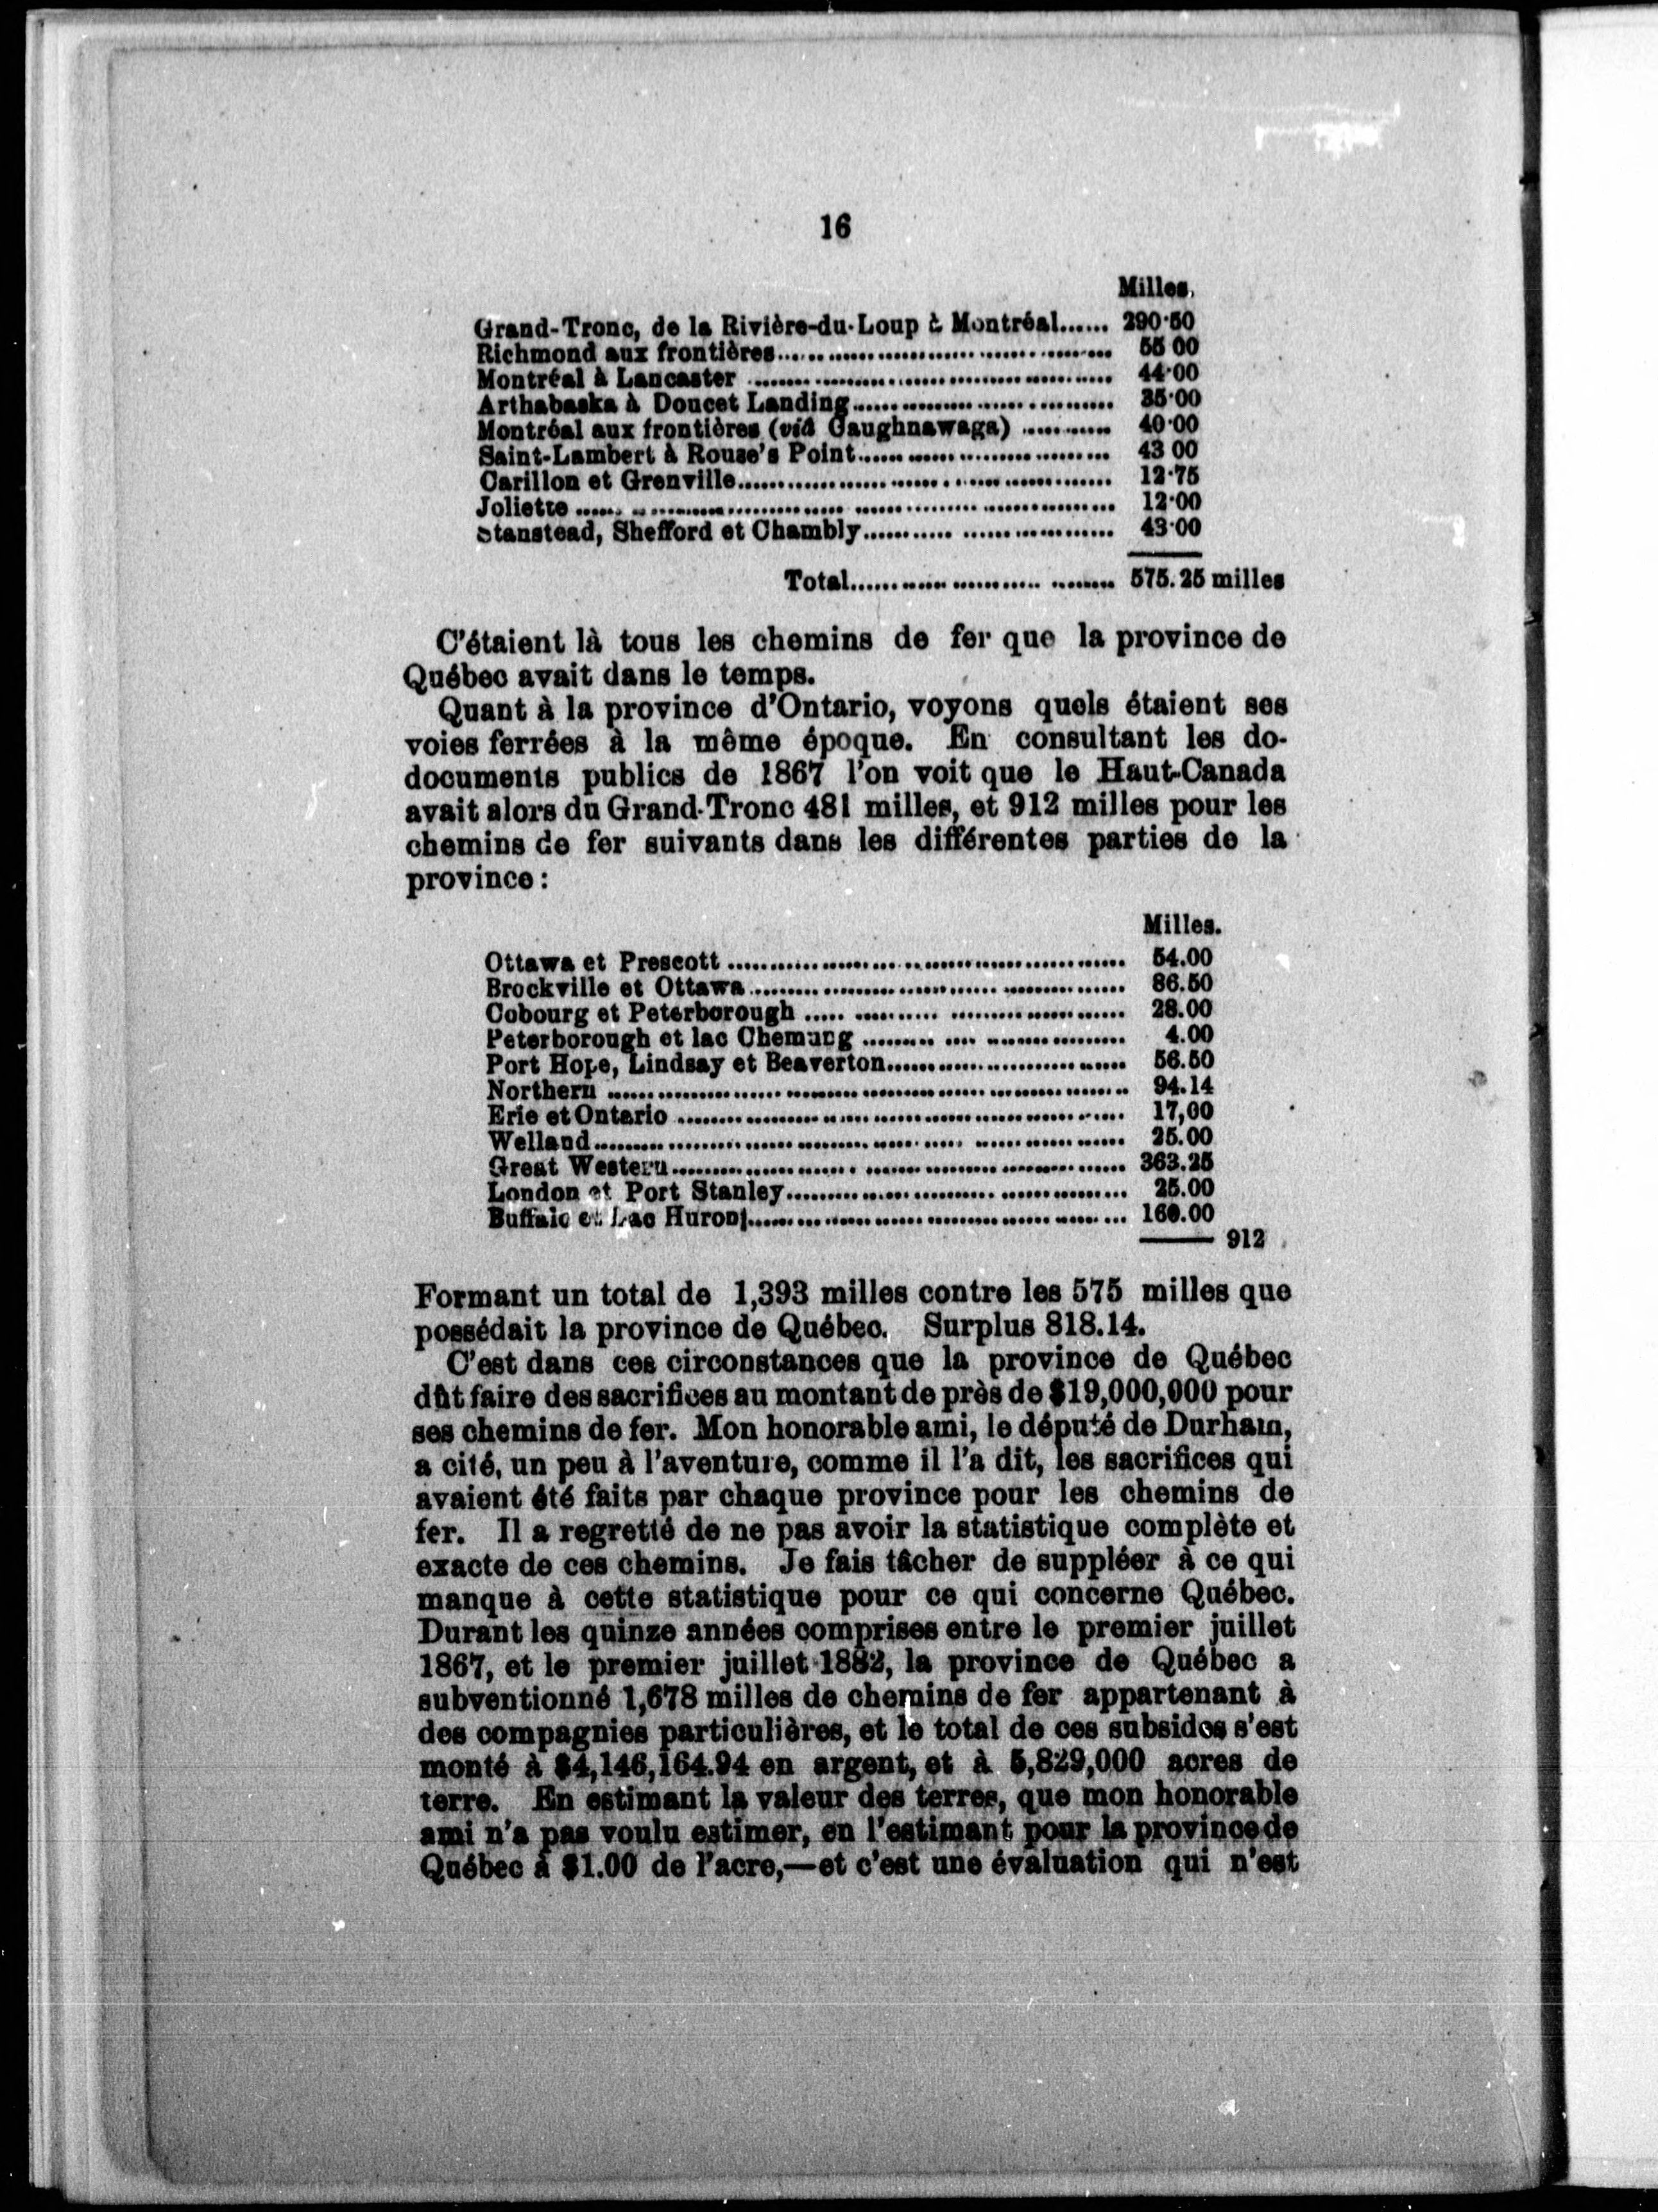 16
Milles.
Grand-Tronc, de la Rivière-du-Loup à Montréal...... 290·50
Richmond aux frontières...... 55 00
Montréal à Lancaster ...... 44·00
Arthabaska à Doucet Landing...... 35·00
Montréal aux frontières (viâ Caughnawaga) ...... 40·00
Saint-Lambert à Rouse's Point...... 43 00
Carillon et Grenville...... 12·75
Joliette ...... 12·00
Stanstead, Shefford et Chambly...... 43·00
Total...... 575.25 milles
C'étaient là tous les chemins de fer que la province de
Québec avait dans le temps.
Quant à la province d'Ontario, voyons quels étaient ses
voies ferrées à la même époque. En consultant les do-
documents publics de 1867 l'on voit que le Haut-Canada
avait alors du Grand-Tronc 481 milles, et 912 milles pour les
chemins de fer suivants dans les différentes parties de la
province:
Milles.
Ottawa et Prescott ...... 54.00
Brockville et Ottawa...... 86.50
Cobourg et Peterborough ...... 28.00
Peterborough et lac Chemung ...... 4.00
Port Hope, Lindsay et Beaverton...... 56.50
Northern ...... 94.14
Erie et Ontario ...... 17,00
Welland...... 25.00
Great Western...... 363.25
London et Port Stanley...... 25.00
Buffalo et Lac Huron...... 160.00
912
Formant un total de 1,393 milles contre les 575 milles que
possédait la province de Québec. Surplus 818.14.
C'est dans ces circonstances que la province de Québec
dût faire des sacrifices au montant de près de $19,000,000 pour
ses chemins de fer. Mon honorable ami, le député de Durham,
a cité, un peu à l'aventure, comme il l'a dit, les sacrifices qui
avaient été faits par chaque province pour les chemins de
fer. Il a regretté de ne pas avoir la statistique complète et
exacte de ces chemins. Je fais tâcher de suppléer à ce qui
manque à cette statistique pour ce qui concerne Québec.
Durant les quinze années comprises entre le premier juillet
1867, et le premier juillet 1882, la province de Québec a
subventionné 1,678 milles de chemins de fer appartenant à
des compagnies particulières, et le total de ces subsides s'est
monté à $4,146,164.94 en argent, et à 5,829,000 acres de
terre. En estimant la valeur des terres, que mon honorable
ami n'a pas voulu estimer, en l'estimant pour la province de
Québec à $1.00 de l'acre,—et c'est une évaluation qui n'est